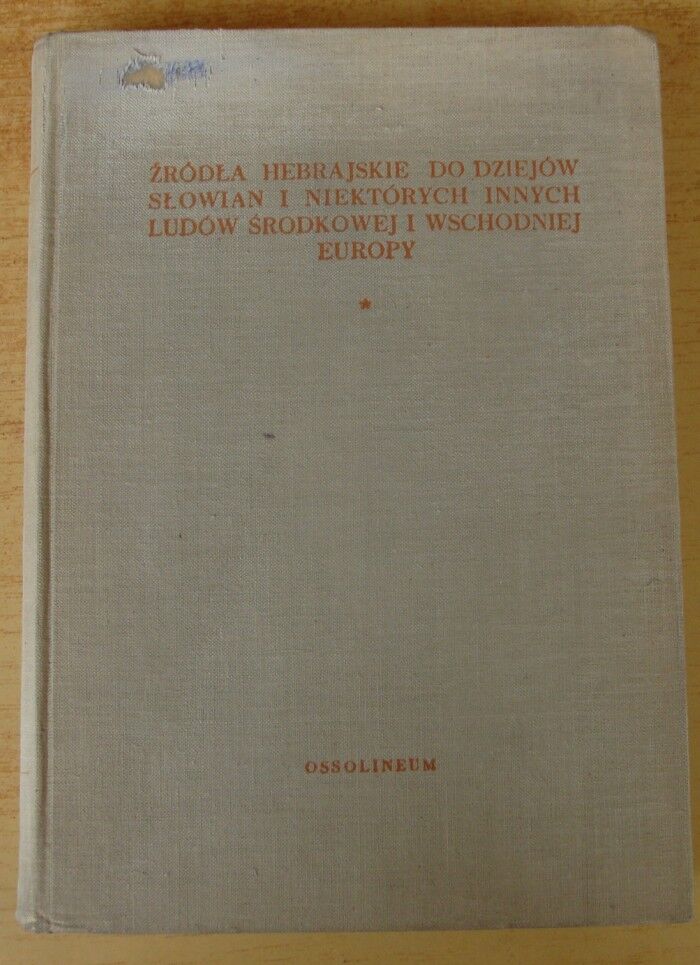 ŹRÓDŁA HEBRAJSKIE DO DZIEJÓW
SŁOWIAN I NIEKTÓRYCH INNYCH
LUDÓW ŚRODKOWEJ I WSCHODNIEJ
EUROPY
*
OSSOLINEUM